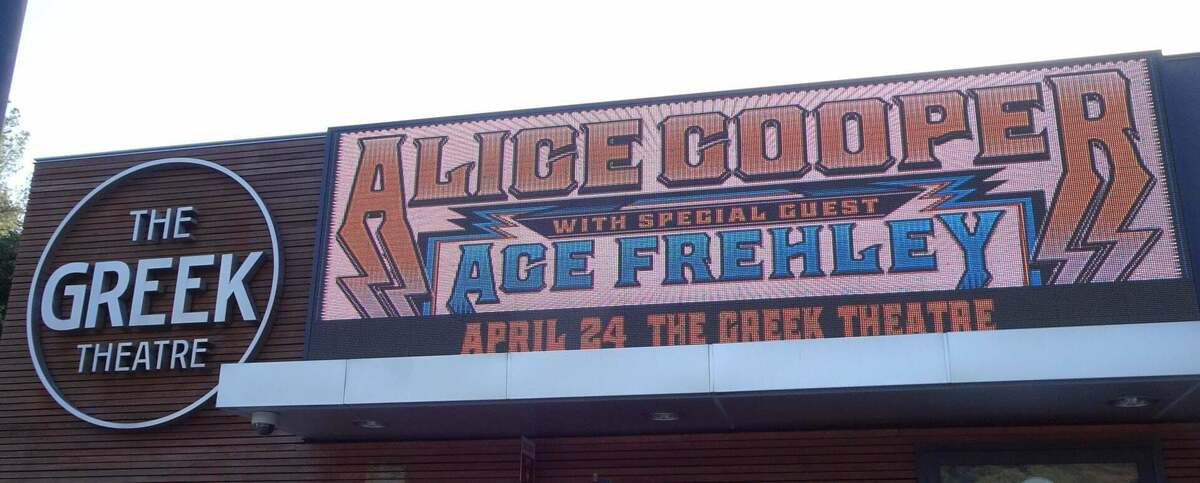 THE
GREEK
THEATRE
ALICE COOPER
WITH SPECIAL GUEST
ACE FREHLEY
APRIL 24 THE GREEK THEATRE